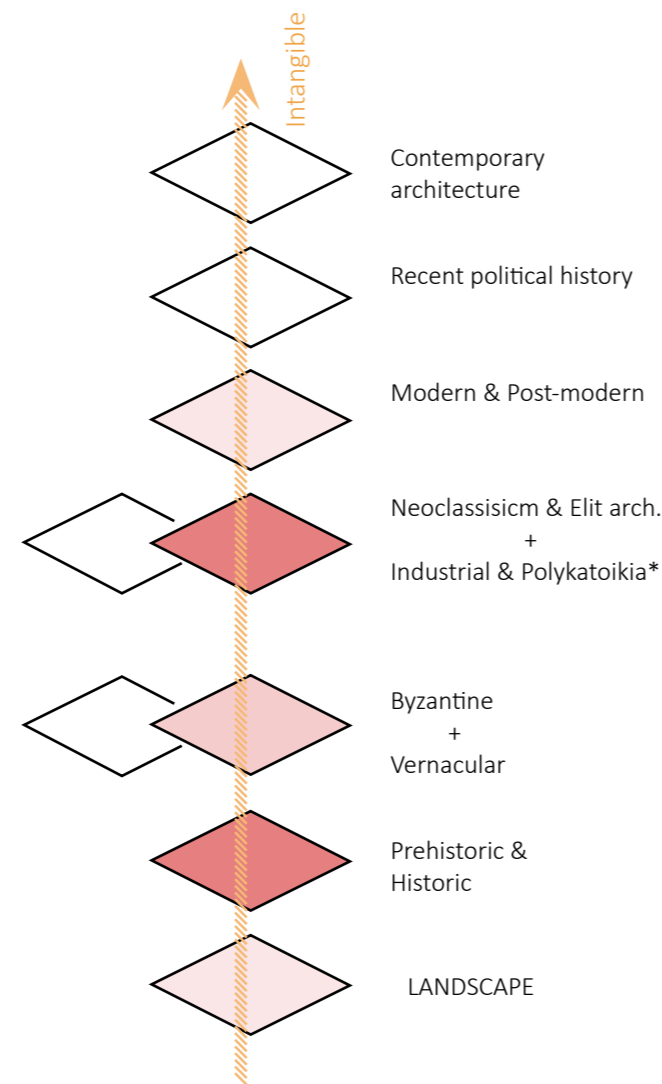 Intangible
Contemporary
architecture
Recent political history
Modern & Post-modern
Neoclassisicm & Elit arch.
+
Industrial & Polykatoikia*
Byzantine
+
Vernacular
Prehistoric &
Historic
LANDSCAPE